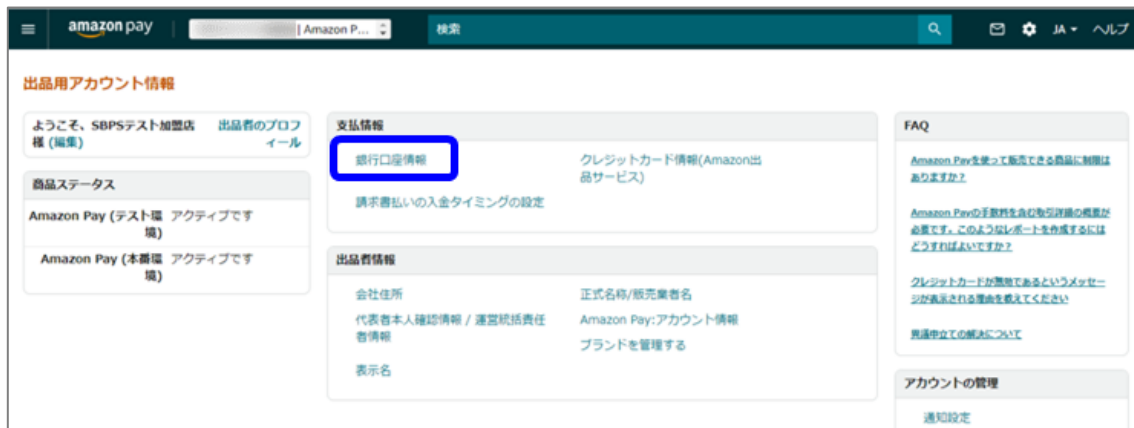 amazon pay
| Amazon P...
検索
JA
ヘルプ
出品用アカウント情報
ようこそ、SBPSテスト加盟店
様 (編集)
出品者のプロフ
ィール
商品ステータス
Amazon Pay (テスト環
境)
アクティブです
Amazon Pay (本番環
境)
アクティブです
支払情報
銀行口座情報
クレジットカード情報(Amazon出
品サービス)
請求書払いの入金タイミングの設定
出品者情報
会社住所
正式名称/販売業者名
代表者本人確認情報 / 運営統括責任
者情報
Amazon Pay:アカウント情報
ブランドを管理する
表示名
FAQ
Amazon Payを使って販売できる商品に制限は
ありますか？
Amazon Payの手数料を含む取引詳細の概要が
必要です。このようなレポートを作成するには
どうすればよいですか？
クレジットカードが無効であるというメッセー
ジが表示される理由を教えてください
異議申立ての解決について
アカウントの管理
通知設定